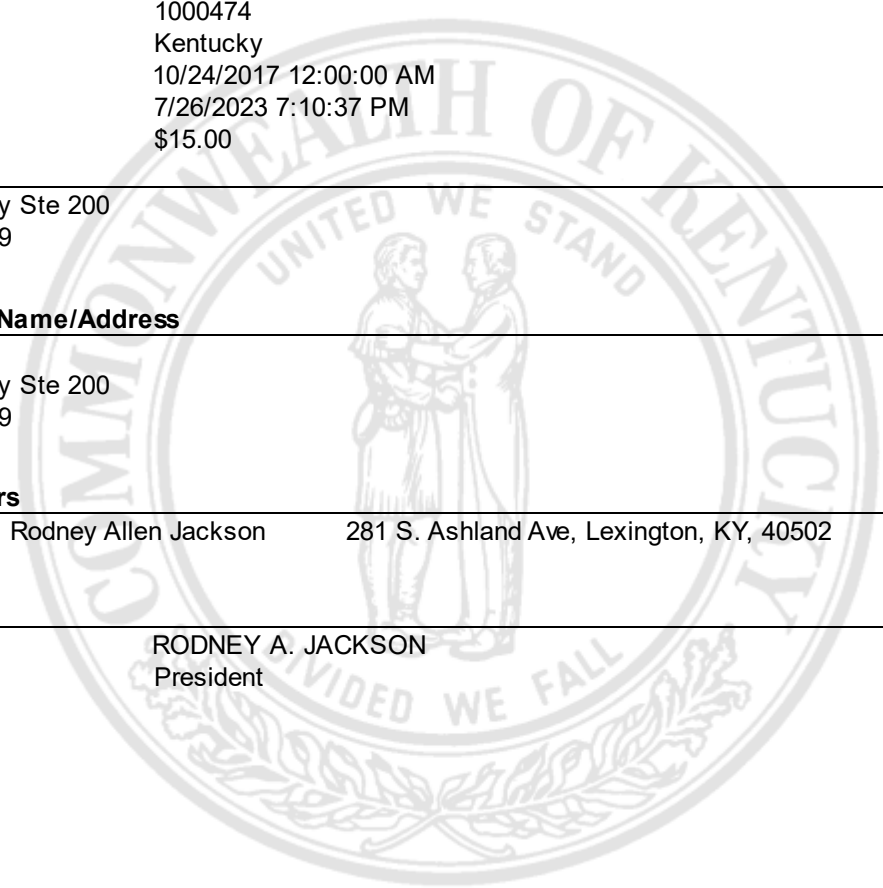 1000474
Kentucky
10/24/2017 12:00:00 AM
7/26/2023 7:10:37 PM
$15.00
y Ste 200
9
Name/Address
y Ste 200
9
rs
Rodney Allen Jackson 281 S. Ashland Ave, Lexington, KY, 40502
RODNEY A. JACKSON
President
COMMONWEALTH OF KENTUCKY
UNITED WE STAND
DIVIDED WE FALL